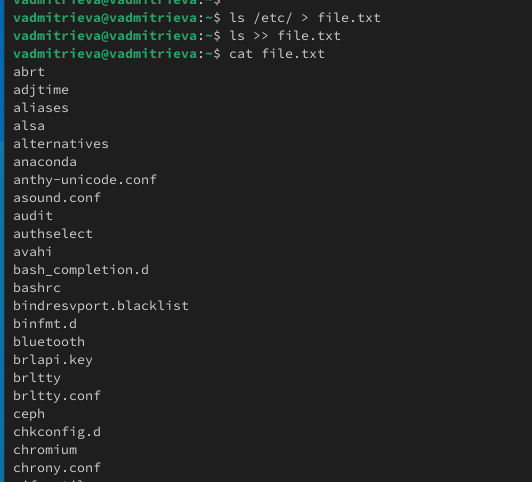 vadmitrieva@vadmitrieva:~$
vadmitrieva@vadmitrieva:~$ ls /etc/ > file.txt
vadmitrieva@vadmitrieva:~$ ls >> file.txt
vadmitrieva@vadmitrieva:~$ cat file.txt
abrt
adjtime
aliases
alsa
alternatives
anaconda
anthy-unicode.conf
asound.conf
audit
authselect
avahi
bash_completion.d
bashrc
bindresvport.blacklist
binfmt.d
bluetooth
brlapi.key
brltty
brltty.conf
ceph
chkconfig.d
chromium
chrony.conf